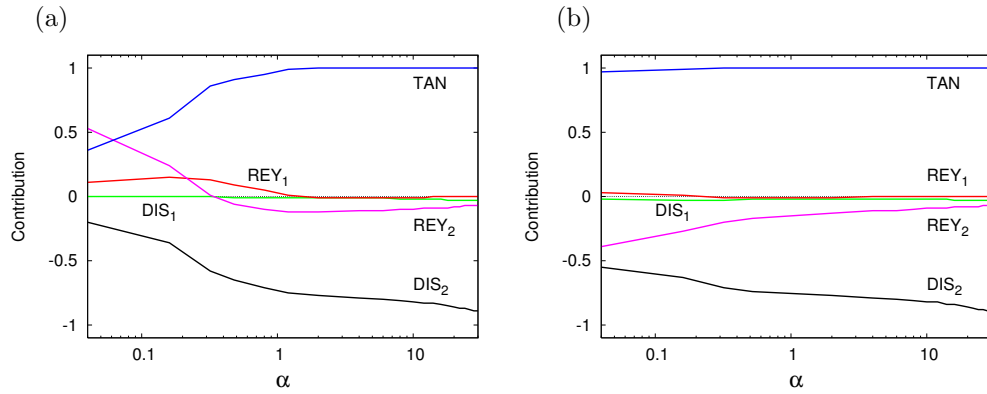 (a)
1
0.5
0
-0.5
-1
Contribution
TAN
REY1
DIS1
REY2
DIS2
0.1
1
10
α
(b)
1
0.5
0
-0.5
-1
Contribution
TAN
REY1
DIS1
REY2
DIS2
0.1
1
10
α